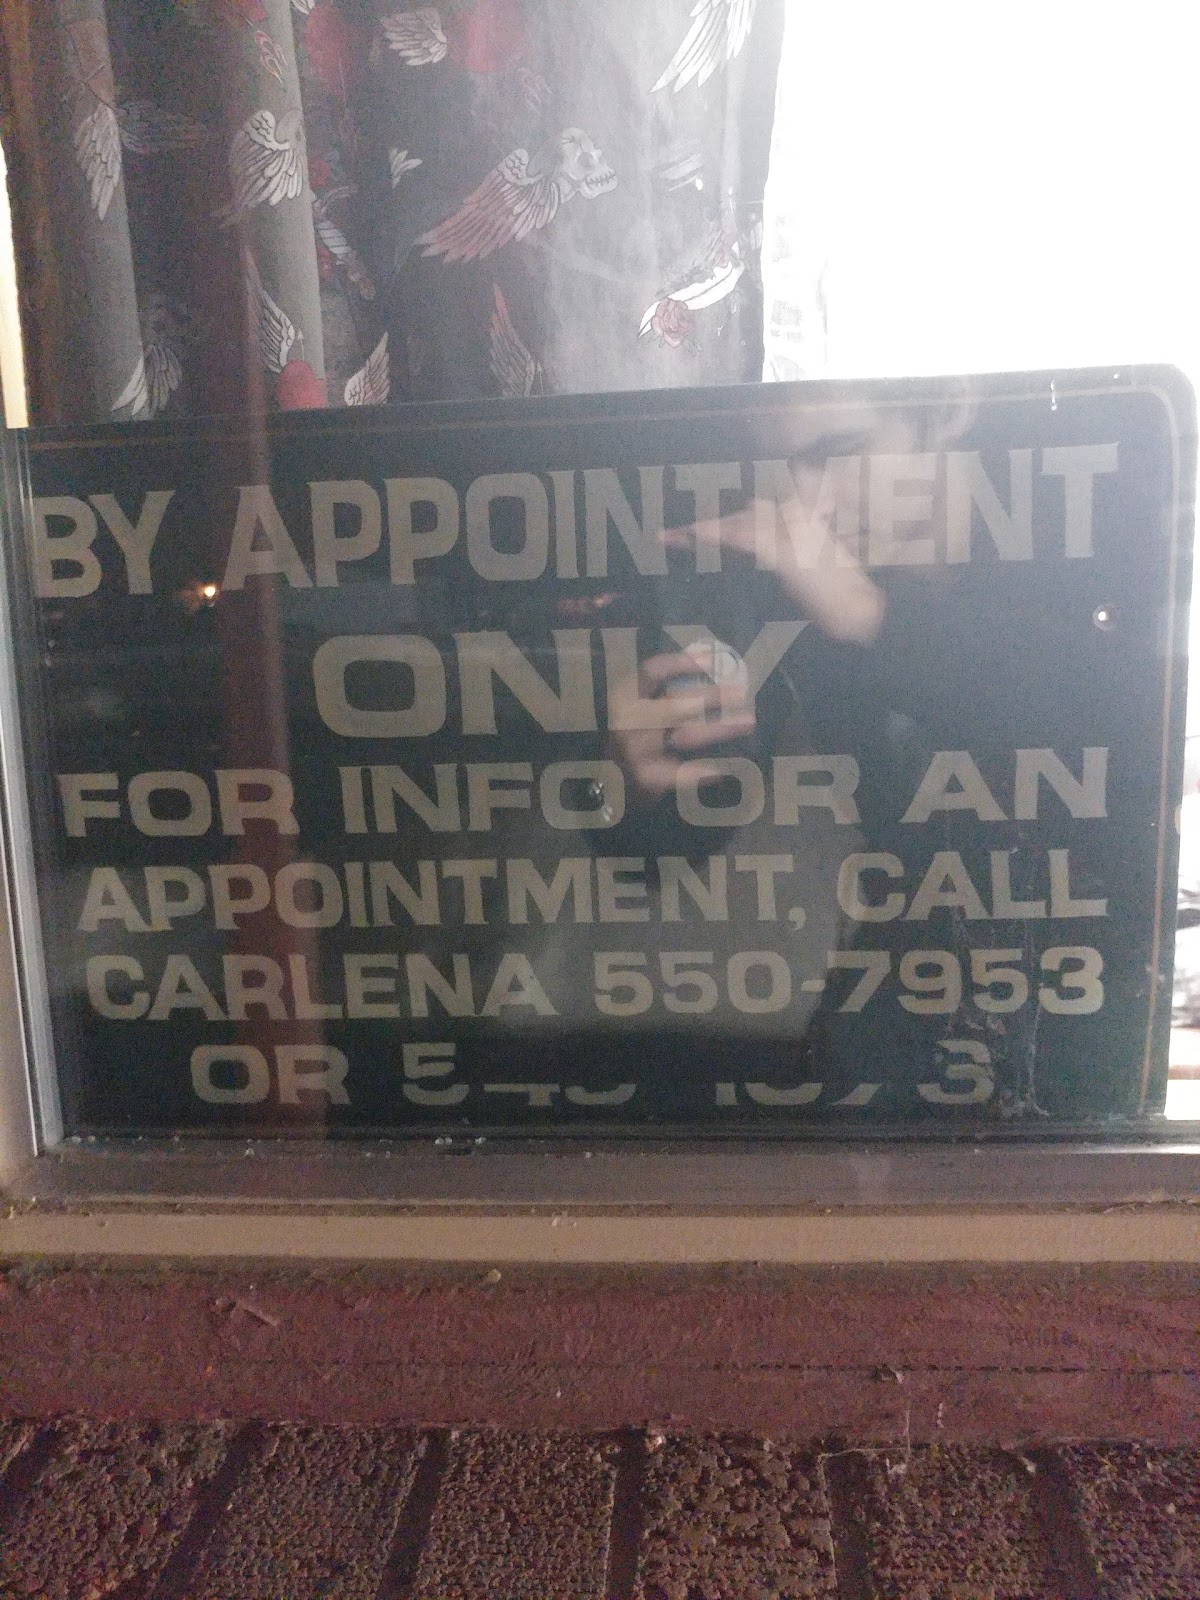 BY APPOINTMENT
ONLY
FOR INFO OR AN
APPOINTMENT, CALL
CARLENA 550-7953
OR